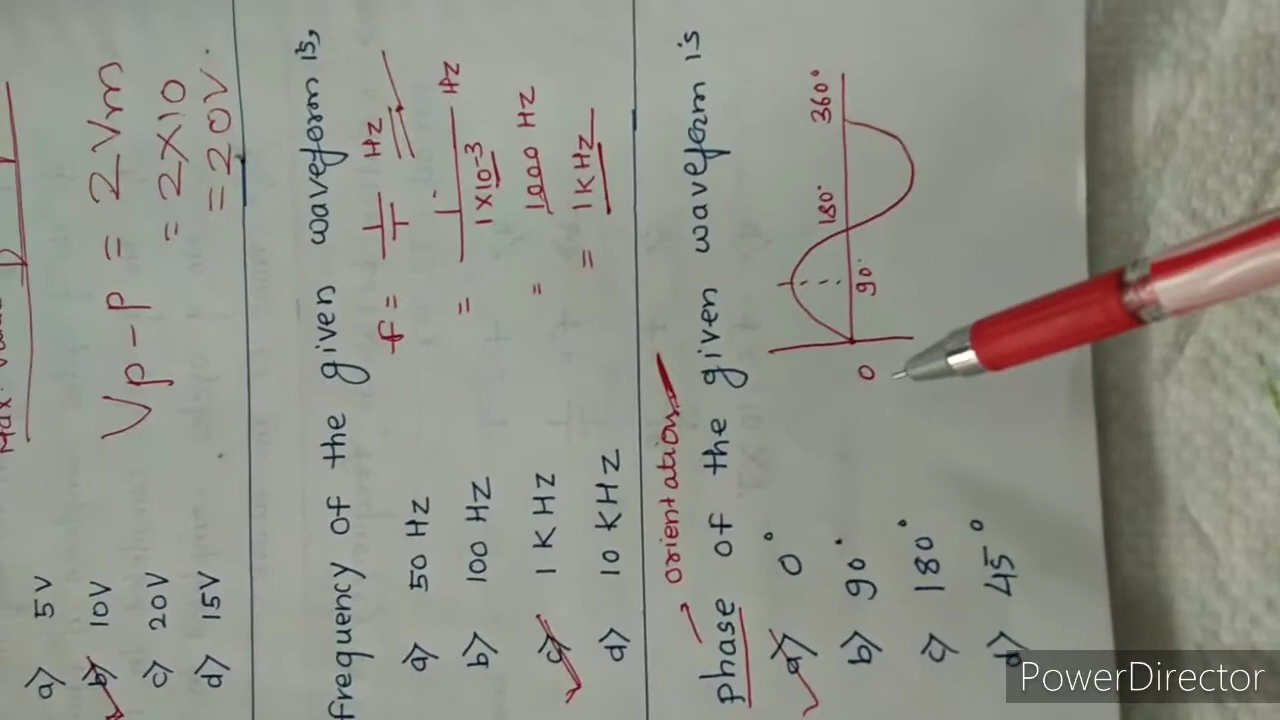 Max.
a) 5V
b) 10V
c) 20V
d) 15V
Vp-p = 2Vm
= 2×10
= 20V.
frequency of the given waveform is,
a) 50 Hz
b) 100 Hz
c) 1 KHz
d) 10 KHz
f = 1/T Hz
= 1/1×10-3 Hz
= 1000 Hz
= 1KHz
orientation
phase of the given waveform is
a) 0°
b) 90°
c) 180°
d) 45°
0 90° 180° 360°
PowerDirector